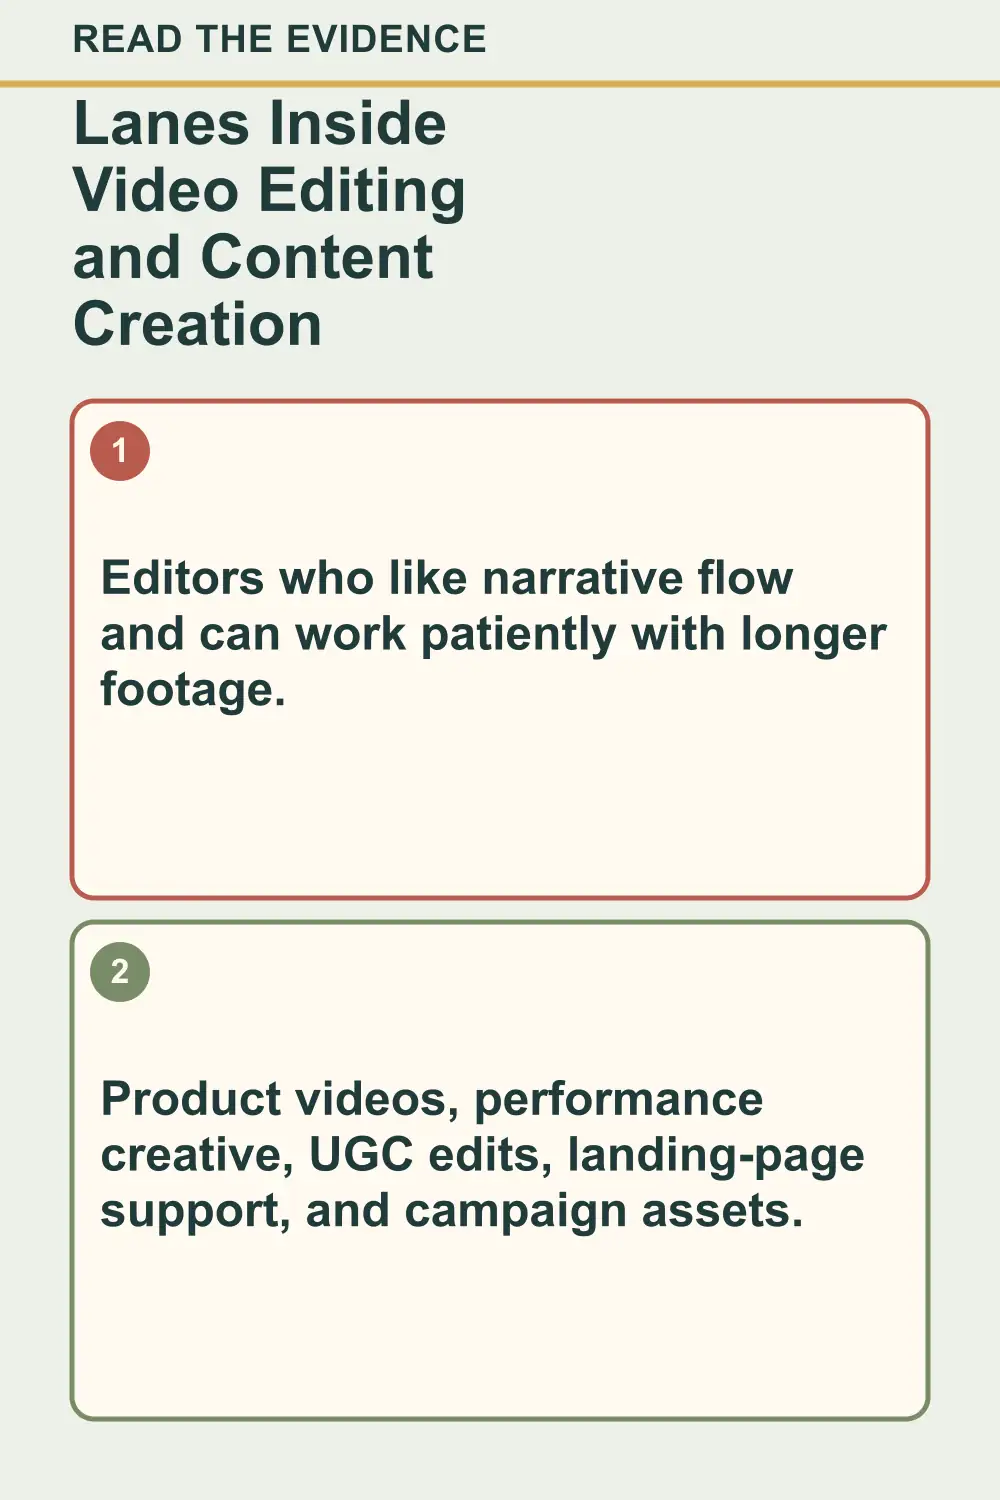 READ THE EVIDENCE
Lanes Inside
Video Editing
and Content
Creation
1
Editors who like narrative flow
and can work patiently with longer
footage.
2
Product videos, performance
creative, UGC edits, landing-page
support, and campaign assets.